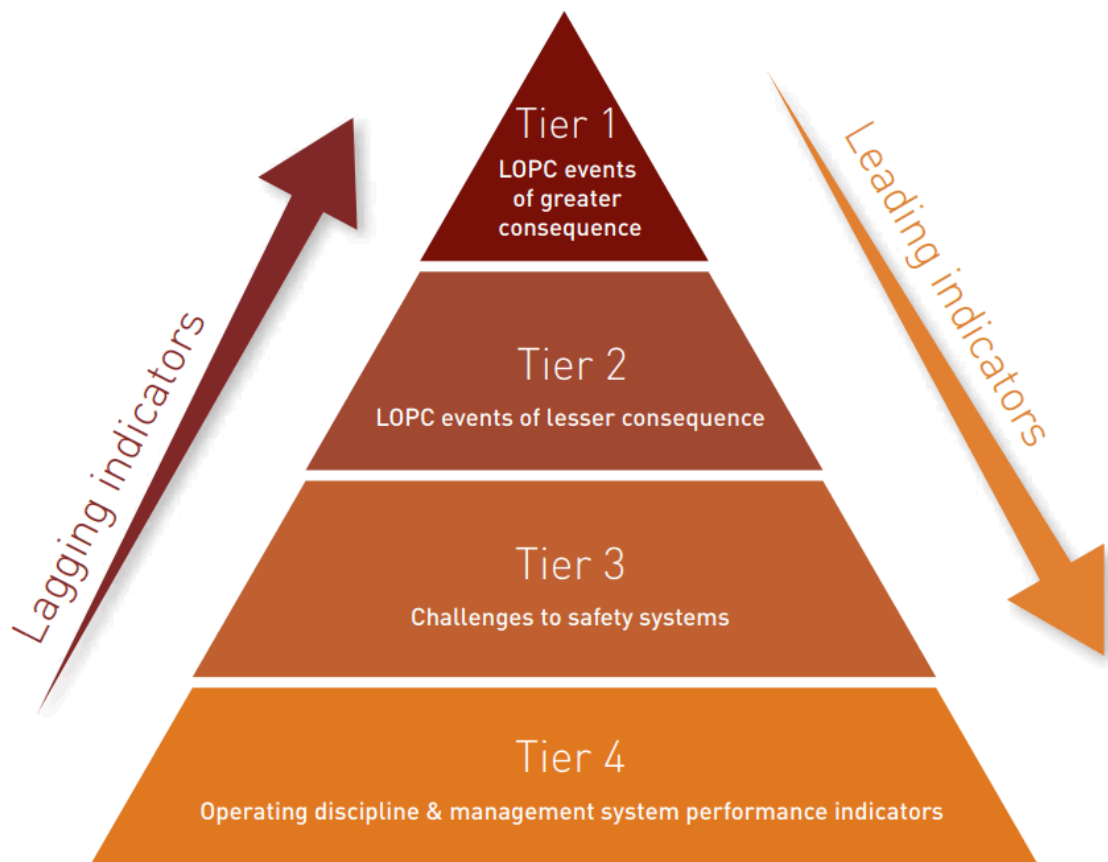 Tier 1
LOPC events
of greater
consequence
Tier 2
LOPC events of lesser consequence
Tier 3
Challenges to safety systems
Tier 4
Operating discipline & management system performance indicators
Lagging indicators
Leading indicators